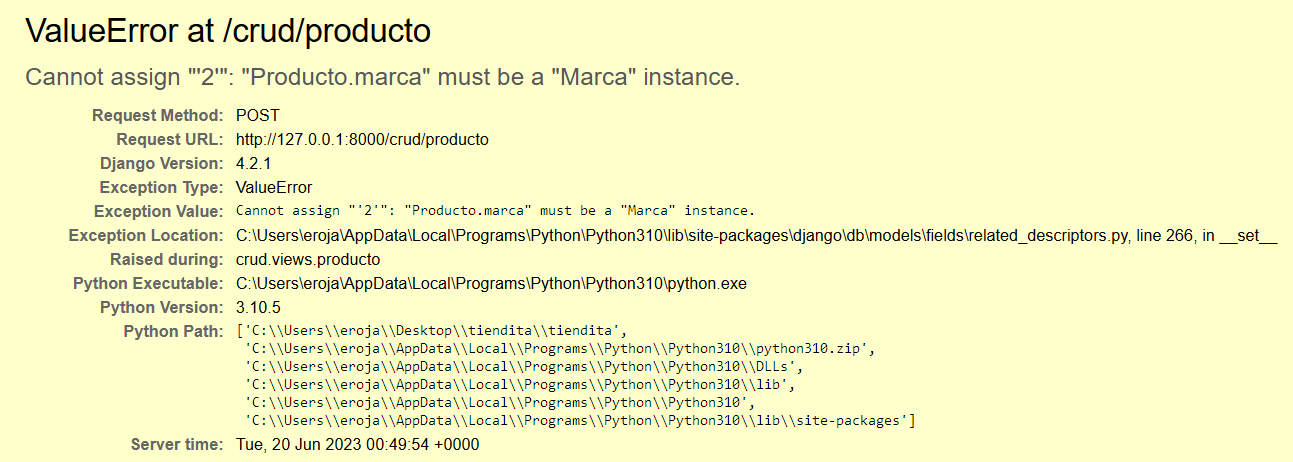 ValueError at /crud/producto
Cannot assign "'2'": "Producto.marca" must be a "Marca" instance.
Request Method: POST
Request URL: http://127.0.0.1:8000/crud/producto
Django Version: 4.2.1
Exception Type: ValueError
Exception Value: Cannot assign "'2'": "Producto.marca" must be a "Marca" instance.
Exception Location: C:\Users\eroja\AppData\Local\Programs\Python\Python310\lib\site-packages\django\db\models\fields\related_descriptors.py, line 266, in __set__
Raised during: crud.views.producto
Python Executable: C:\Users\eroja\AppData\Local\Programs\Python\Python310\python.exe
Python Version: 3.10.5
Python Path: ['C:\\Users\\eroja\\Desktop\\tiendita\\tiendita',
'C:\\Users\\eroja\\AppData\\Local\\Programs\\Python\\Python310\\python310.zip',
'C:\\Users\\eroja\\AppData\\Local\\Programs\\Python\\Python310\\DLLs',
'C:\\Users\\eroja\\AppData\\Local\\Programs\\Python\\Python310\\lib',
'C:\\Users\\eroja\\AppData\\Local\\Programs\\Python\\Python310',
'C:\\Users\\eroja\\AppData\\Local\\Programs\\Python\\Python310\\lib\\site-packages']
Server time: Tue, 20 Jun 2023 00:49:54 +0000